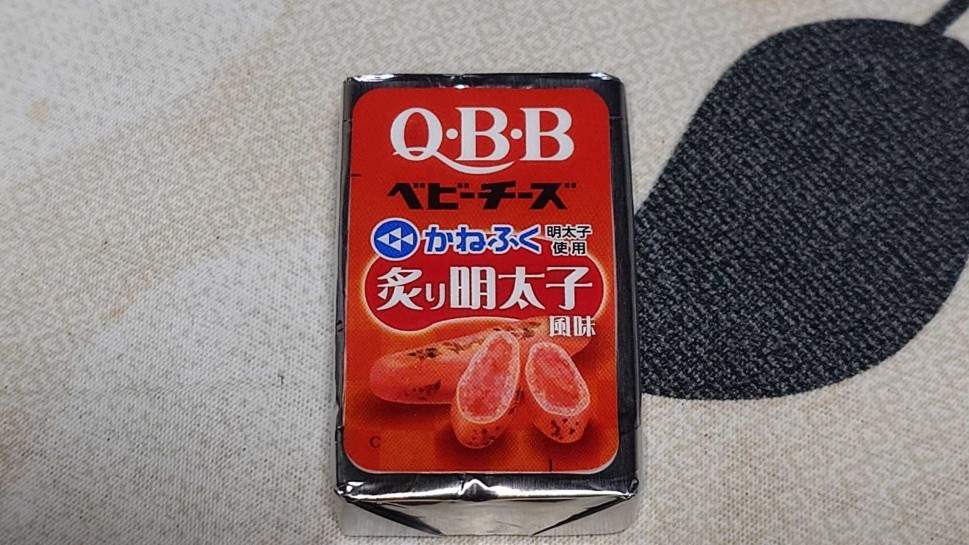 Q・B・B
ベビーチーズ
かねふく 明太子使用
炙り明太子
風味
C